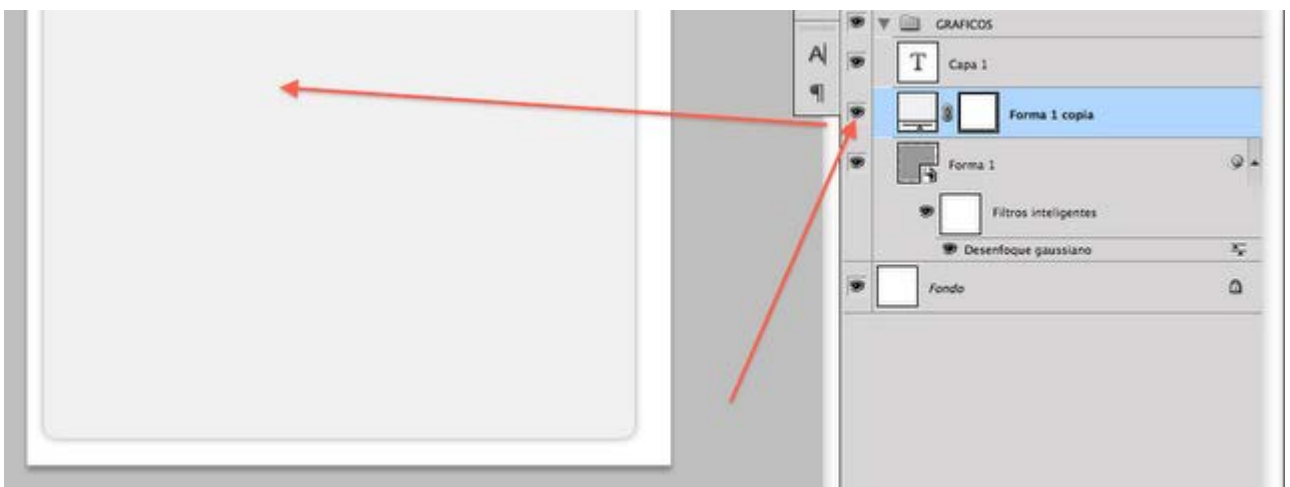 GRAFICOS
A
¶
T Capa 1
Forma 1 copia
Forma 1
Filtros inteligentes
Desenfoque gaussiano
Fondo